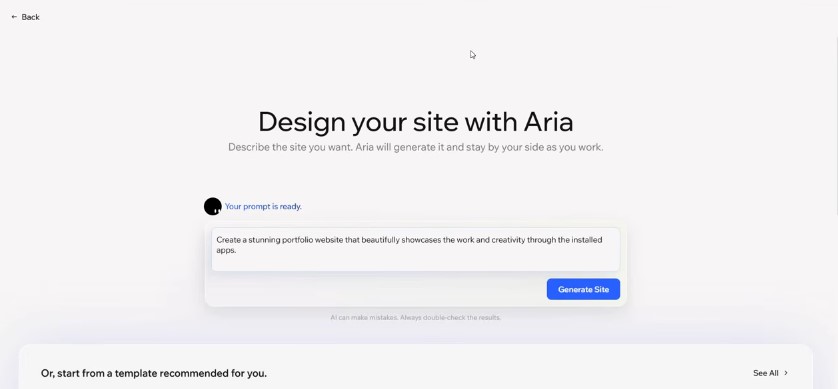 ← Back
Design your site with Aria
Describe the site you want. Aria will generate it and stay by your side as you work.
Your prompt is ready.
Create a stunning portfolio website that beautifully showcases the work and creativity through the installed
apps.
Generate Site
AI can make mistakes. Always double-check the results.
Or, start from a template recommended for you.
See All >